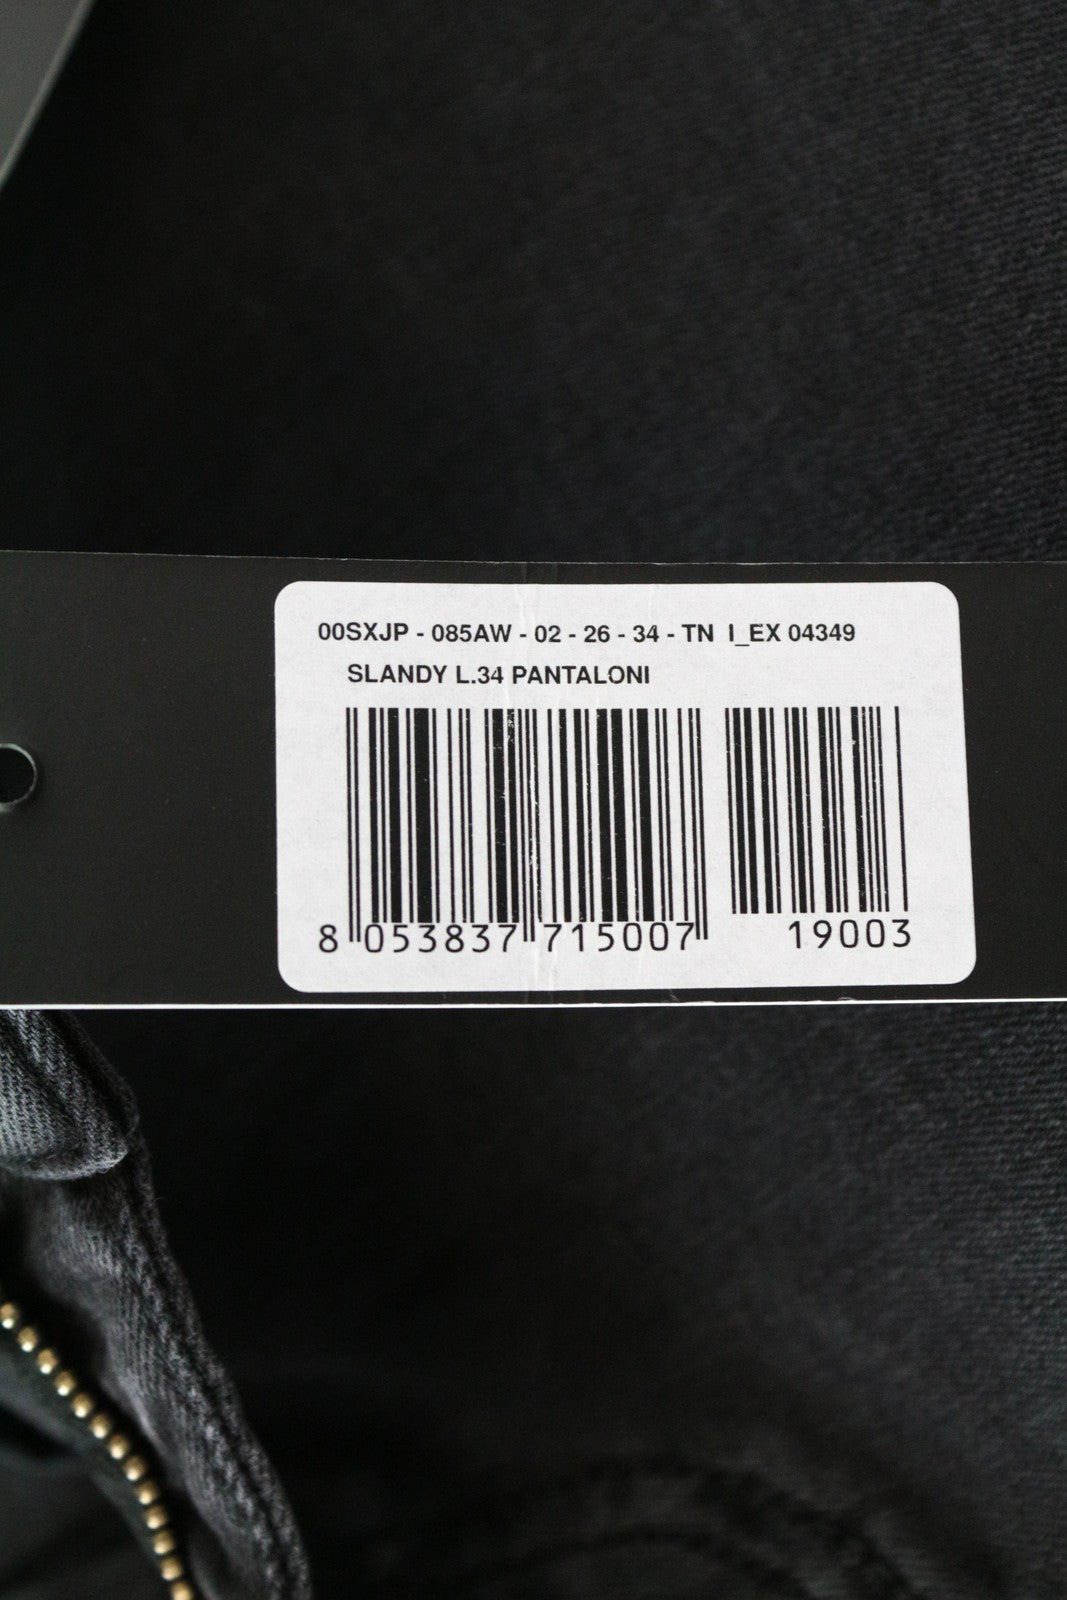 00SXJP - 085AW - 02 - 26 - 34 - TN I_EX 04349
SLANDY L.34 PANTALONI
8 053837 715007 19003